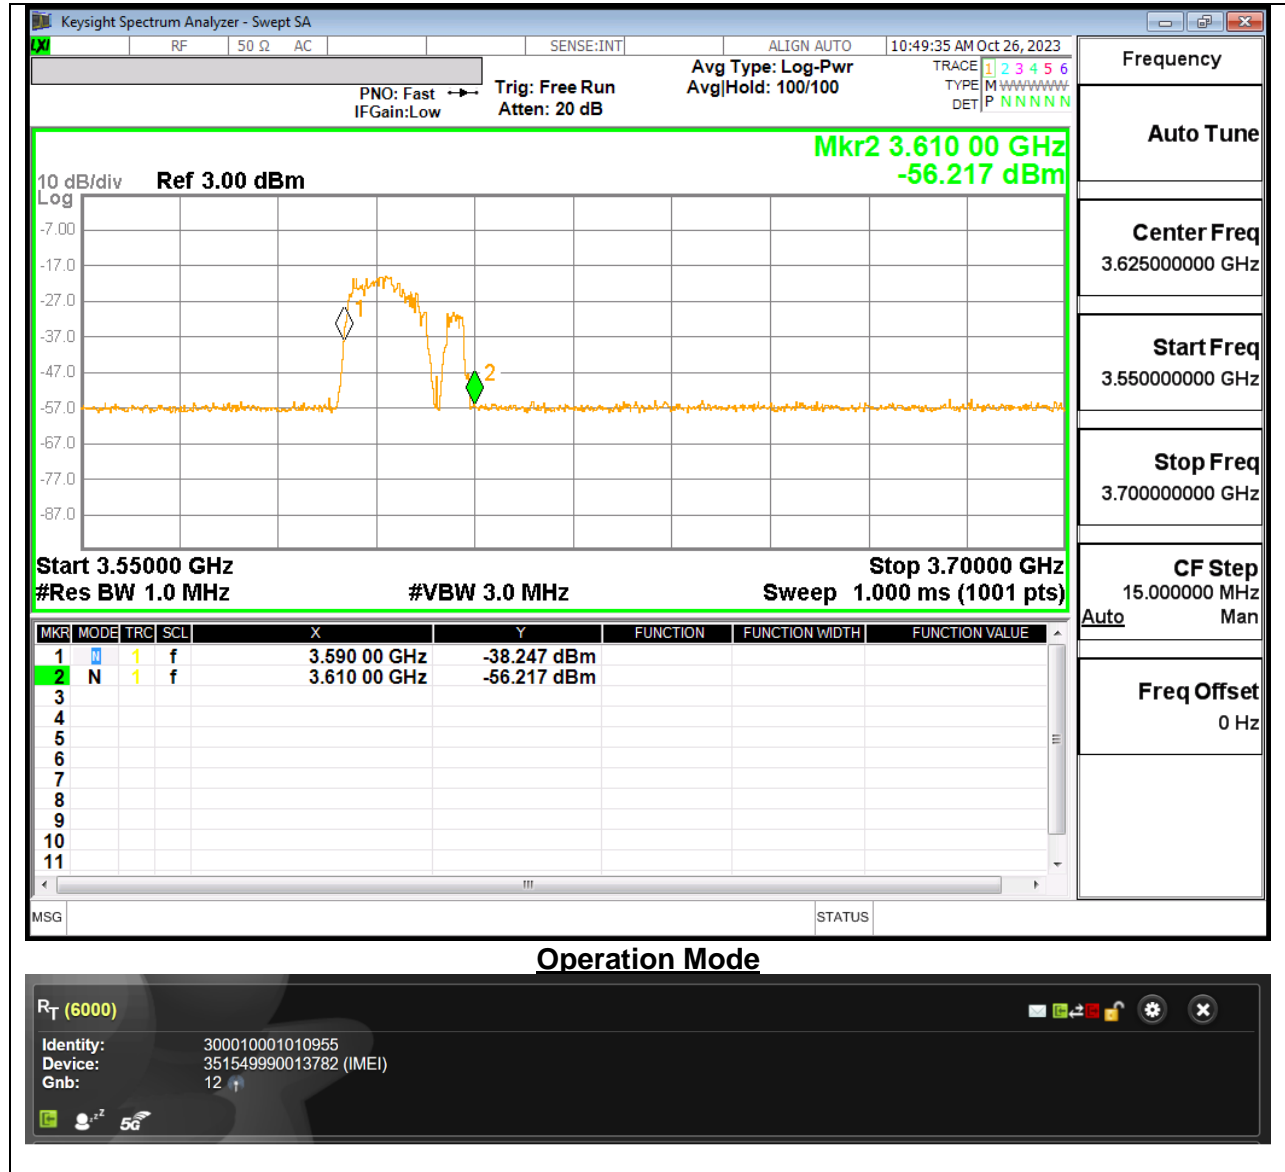 Keysight Spectrum Analyzer - Swept SA
LXI RF 50 Ω AC SENSE:INT ALIGN AUTO 10:49:35 AM Oct 26, 2023
PNO: Fast
IFGain:Low
Trig: Free Run
Atten: 20 dB
Avg Type: Log-Pwr
Avg|Hold: 100/100
TRACE 1 2 3 4 5 6
TYPE M WWWWW
DET P N N N N N
Mkr2 3.610 00 GHz
-56.217 dBm
10 dB/div
Log
Ref 3.00 dBm
-7.00
-17.0
-27.0
-37.0
-47.0
-57.0
-67.0
-77.0
-87.0
1
2
Start 3.55000 GHz
Stop 3.70000 GHz
#Res BW 1.0 MHz
#VBW 3.0 MHz
Sweep 1.000 ms (1001 pts)
MKR MODE TRC SCL X Y FUNCTION FUNCTION WIDTH FUNCTION VALUE
1 N 1 f 3.590 00 GHz -38.247 dBm
2 N 1 f 3.610 00 GHz -56.217 dBm
3
4
5
6
7
8
9
10
11
MSG
STATUS
Frequency
Auto Tune
Center Freq
3.625000000 GHz
Start Freq
3.550000000 GHz
Stop Freq
3.700000000 GHz
CF Step
15.000000 MHz
Auto Man
Freq Offset
0 Hz
Operation Mode
RT (6000)
Identity: 300010001010955
Device: 351549990013782 (IMEI)
Gnb: 12
zzZ
5G